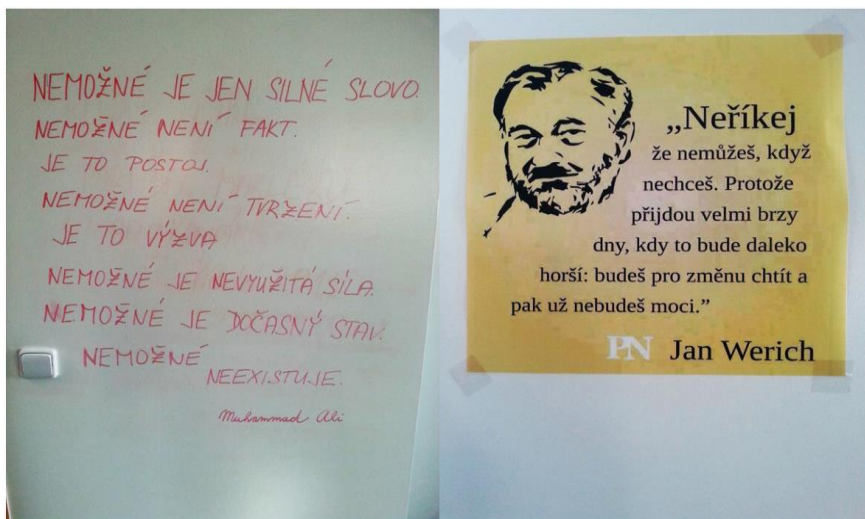 NEMOŽNÉ JE JEN SILNÉ SLOVO.
NEMOŽNÉ NENÍ FAKT.
JE TO POSTOJ.
NEMOŽNÉ NENÍ TVRZENÍ.
JE TO VÝZVA
NEMOŽNÉ JE NEVYUŽITÁ SÍLA.
NEMOŽNÉ JE DOČASNÝ STAV.
NEMOŽNÉ
NEEXISTUJE.
Muhammad Ali
„Neříkej
že nemůžeš, když
nechceš. Protože
přijdou velmi brzy
dny, kdy to bude daleko
horší: budeš pro změnu chtít a
pak už nebudeš moci.”
PN Jan Werich